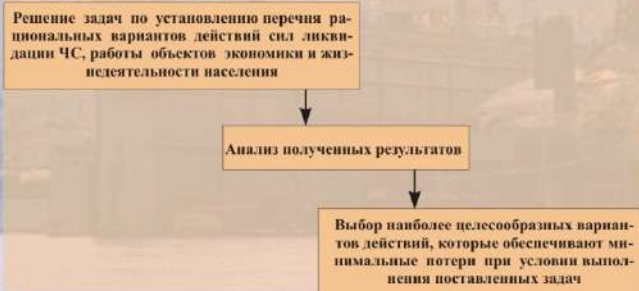 Решение задач по установлению перечня ра-
циональных вариантов действий сил ликви-
дации ЧС, работы объектов экономики и жиз-
недеятельности населения
Анализ полученных результатов
Выбор наиболее целесообразных вариан-
тов действий, которые обеспечивают ми-
нимальные потери при условии выпол-
нения поставленных задач